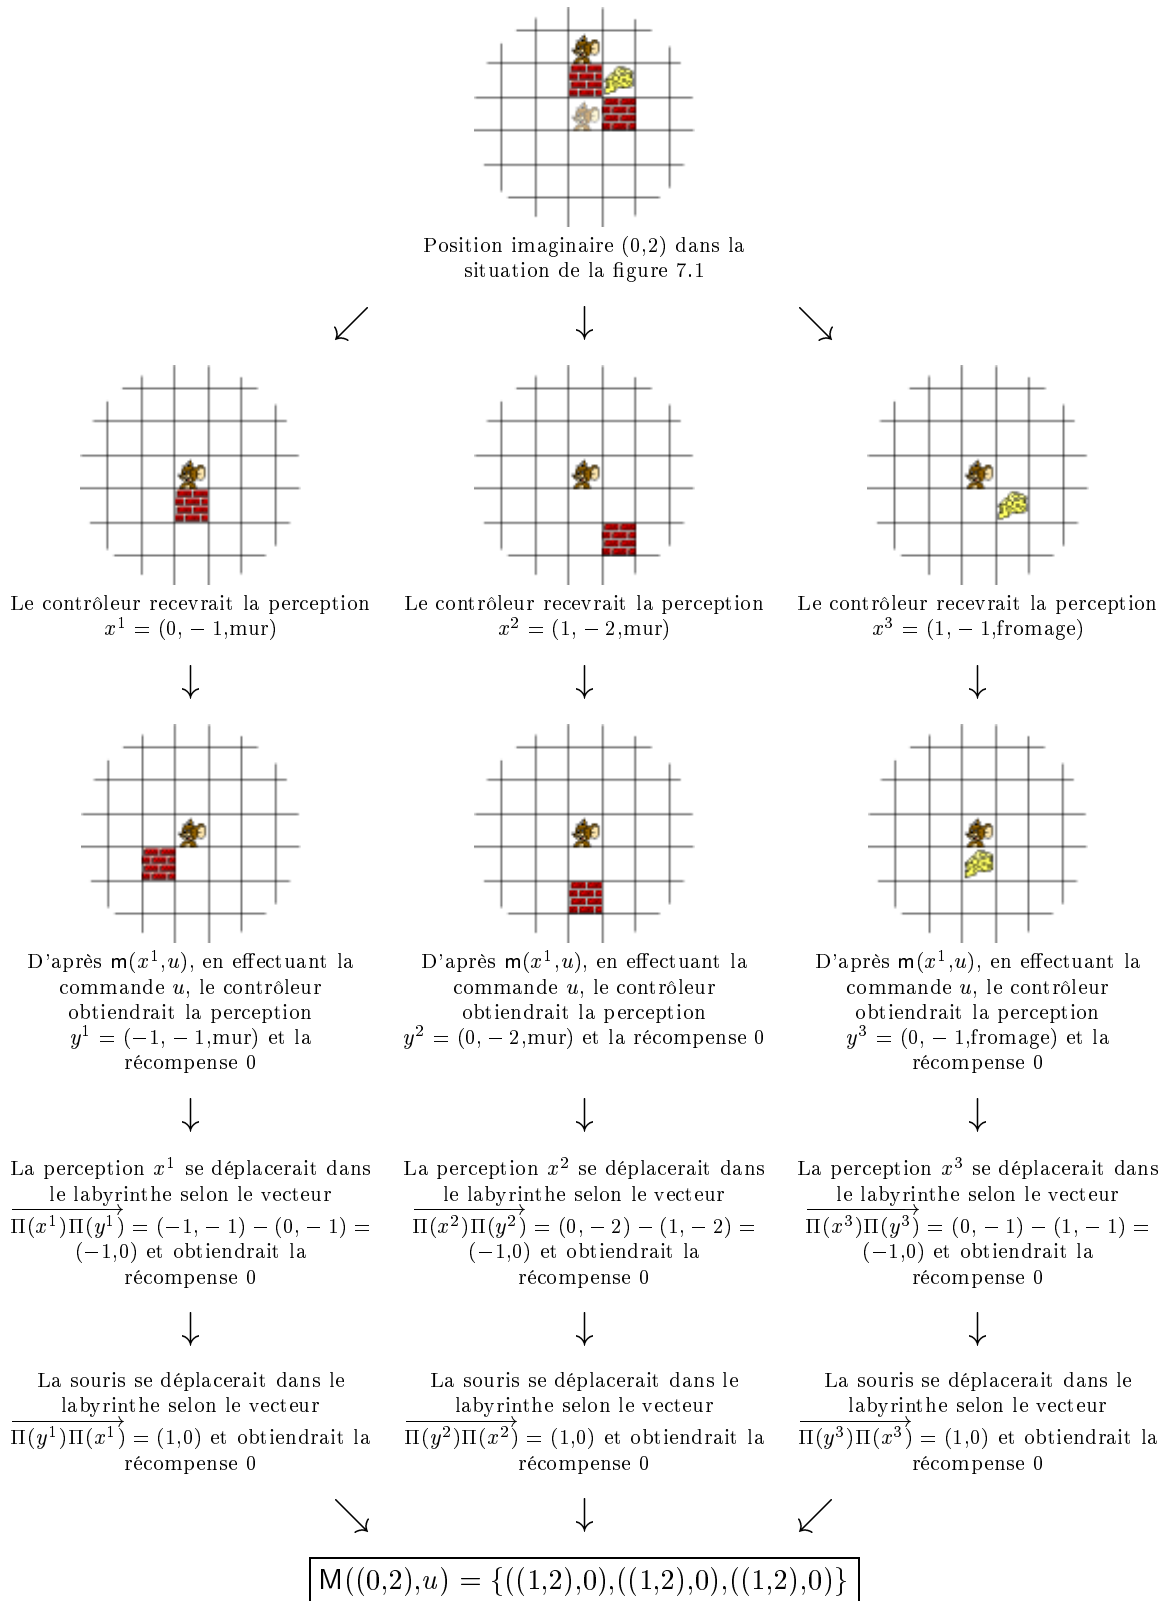 Position imaginaire (0,2) dans la
situation de la figure 7.1
Le contrôleur recevrait la perception
x¹ = (0, − 1,mur)
Le contrôleur recevrait la perception
x² = (1, − 2,mur)
Le contrôleur recevrait la perception
x³ = (1, − 1,fromage)
D'après m(x¹,u), en effectuant la
commande u, le contrôleur
obtiendrait la perception
y¹ = (−1, − 1,mur) et la
récompense 0
D'après m(x¹,u), en effectuant la
commande u, le contrôleur
obtiendrait la perception
y² = (0, − 2,mur) et la récompense 0
D'après m(x¹,u), en effectuant la
commande u, le contrôleur
obtiendrait la perception
y³ = (0, − 1,fromage) et la
récompense 0
La perception x¹ se déplacerait dans
le labyrinthe selon le vecteur
Π(x¹)Π(y¹) = (−1, − 1) − (0, − 1) =
(−1,0) et obtiendrait la
récompense 0
La perception x² se déplacerait dans
le labyrinthe selon le vecteur
Π(x²)Π(y²) = (0, − 2) − (1, − 2) =
(−1,0) et obtiendrait la
récompense 0
La perception x³ se déplacerait dans
le labyrinthe selon le vecteur
Π(x³)Π(y³) = (0, − 1) − (1, − 1) =
(−1,0) et obtiendrait la
récompense 0
La souris se déplacerait dans le
labyrinthe selon le vecteur
Π(y¹)Π(x¹) = (1,0) et obtiendrait la
récompense 0
La souris se déplacerait dans le
labyrinthe selon le vecteur
Π(y²)Π(x²) = (1,0) et obtiendrait la
récompense 0
La souris se déplacerait dans le
labyrinthe selon le vecteur
Π(y³)Π(x³) = (1,0) et obtiendrait la
récompense 0
M((0,2),u) = {((1,2),0),((1,2),0),((1,2),0)}